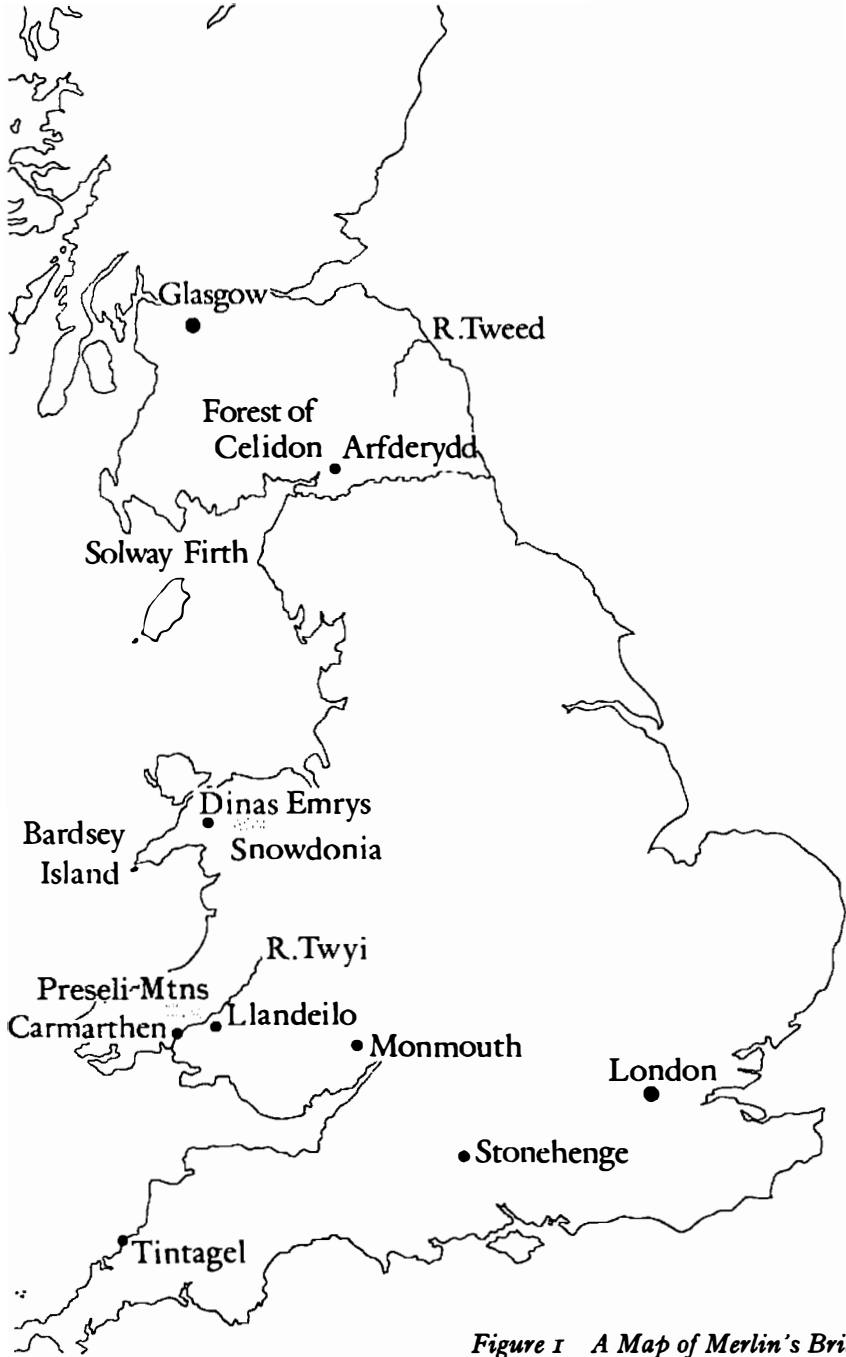 Glasgow
R.Tweed
Forest of
Celidon
Arfderydd
Solway Firth
Dinas Emrys
Bardsey
Island
Snowdonia
R.Twyi
Preseli-Mtns
Llandeilo
Carmarthen
Monmouth
London
Stonehenge
Tintagel
Figure 1 A Map of Merlin's